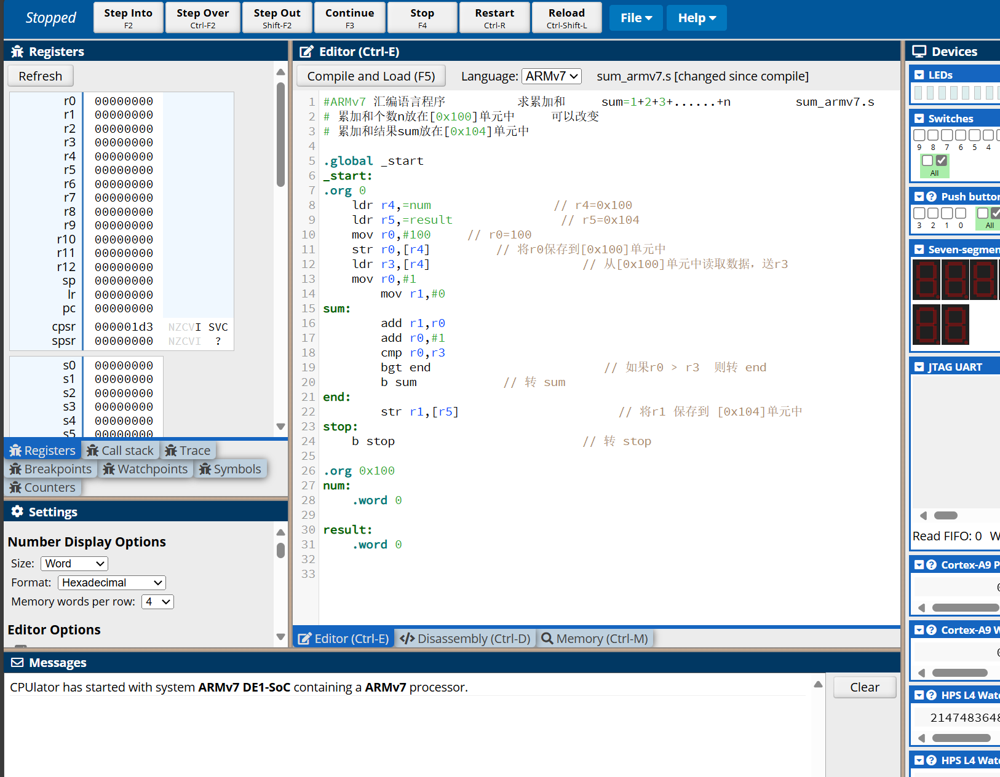 Stopped
Step Into
F2
Step Over
Ctrl-F2
Step Out
Shift-F2
Continue
F3
Stop
F4
Restart
Ctrl-R
Reload
Ctrl-Shift-L
File
Help
Registers
Refresh
r0 00000000
r1 00000000
r2 00000000
r3 00000000
r4 00000000
r5 00000000
r6 00000000
r7 00000000
r8 00000000
r9 00000000
r10 00000000
r11 00000000
r12 00000000
sp 00000000
lr 00000000
pc 00000000
cpsr 000001d3 NZCVI SVC
spsr 00000000 NZCVI ?
s0 00000000
s1 00000000
s2 00000000
s3 00000000
s4 00000000
s5 00000000
Registers Call stack Trace
Breakpoints Watchpoints Symbols
Counters
Settings
Number Display Options
Size: Word
Format: Hexadecimal
Memory words per row: 4
Editor Options
Editor (Ctrl-E)
Compile and Load (F5) Language: ARMv7 sum_armv7.s [changed since compile]
1 #ARMv7 汇编语言程序 求累加和 sum=1+2+3+......+n sum_armv7.s
2 # 累加和个数n放在[0x100]单元中 可以改变
3 # 累加和结果sum放在[0x104]单元中
4
5 .global _start
6 _start:
7 .org 0
8 ldr r4,=num // r4=0x100
9 ldr r5,=result // r5=0x104
10 mov r0,#100 // r0=100
11 str r0,[r4] // 将r0保存到[0x100]单元中
12 ldr r3,[r4] // 从[0x100]单元中读取数据，送r3
13 mov r0,#1
14 mov r1,#0
15 sum:
16 add r1,r0
17 add r0,#1
18 cmp r0,r3
19 bgt end // 如果r0 > r3 则转 end
20 b sum // 转 sum
21 end:
22 str r1,[r5] // 将r1 保存到 [0x104]单元中
23 stop:
24 b stop // 转 stop
25
26 .org 0x100
27 num:
28 .word 0
29
30 result:
31 .word 0
32
33
Editor (Ctrl-E) Disassembly (Ctrl-D) Memory (Ctrl-M)
Messages
CPUlator has started with system ARMv7 DE1-SoC containing a ARMv7 processor.
Clear
Devices
LEDs
Switches
9 8 7 6 5 4
All
Push button
3 2 1 0 All
Seven-segmen
JTAG UART
Read FIFO: 0 W
Cortex-A9 P
Cortex-A9 W
HPS L4 Wat
214748364
HPS L4 Wat